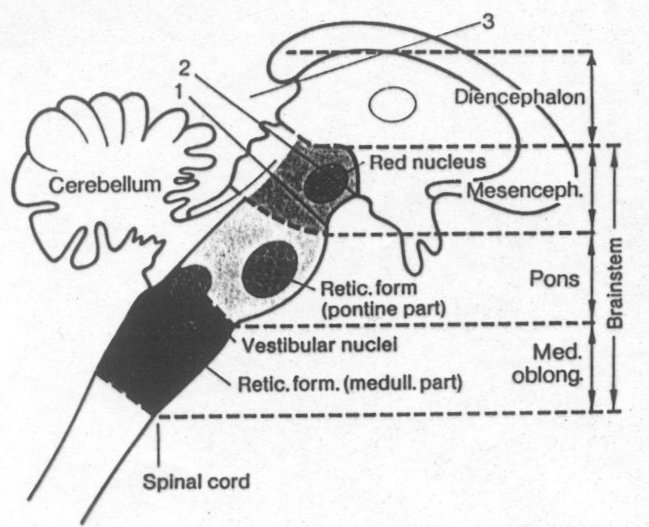 3
2
1
Diencephalon
Red nucleus
Cerebellum
Mesenceph.
Brainstem
Pons
Retic. form
(pontine part)
Vestibular nuclei
Med.
oblong.
Retic. form. (medull. part)
Spinal cord